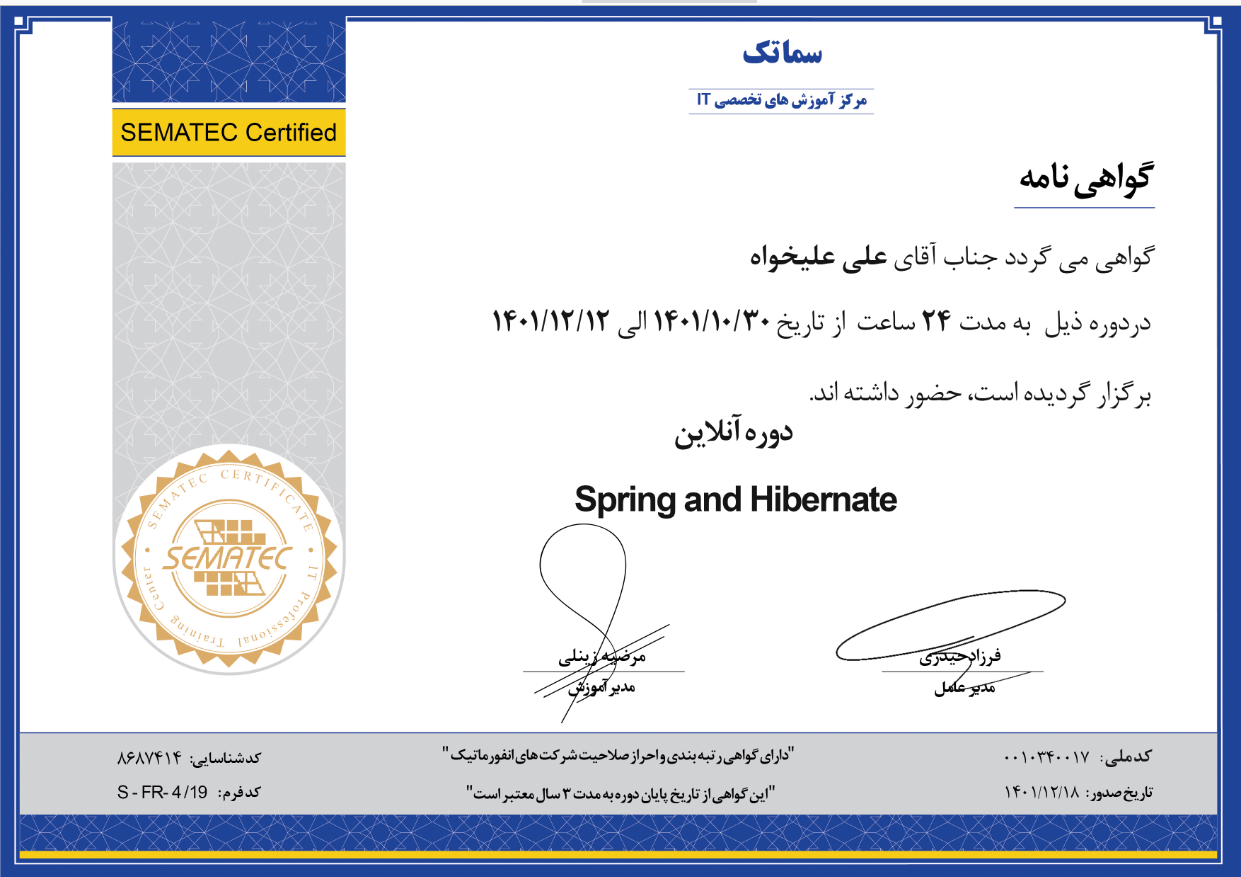 سماتک
مرکز آموزش های تخصصی IT
SEMATEC Certified
گواهی نامه
گواهی می گردد جناب آقای علی علیخواه
دردوره ذیل به مدت ۲۴ ساعت از تاریخ ۱۴۰۱/۱۰/۳۰ الی ۱۴۰۱/۱۲/۱۲
برگزار گردیده است، حضور داشته اند.
دوره آنلاین
Spring and Hibernate
SEMATEC CERTIFICATE • IT Professional Training Center •
SEMATEC
فرزادحیدری
مدیر عامل
مرضیه زینلی
مدیر آموزش
کدملی: ۰۰۱۰۳۴۰۰۱۷
تاریخ صدور: ۱۴۰۱/۱۲/۱۸
"دارای گواهی رتبه بندی و احراز صلاحیت شرکت های انفورماتیک"
"این گواهی از تاریخ پایان دوره به مدت ۳ سال معتبر است"
کدشناسایی: ۸۶۸۷۴۱۴
کدفرم: S - FR- 4/19